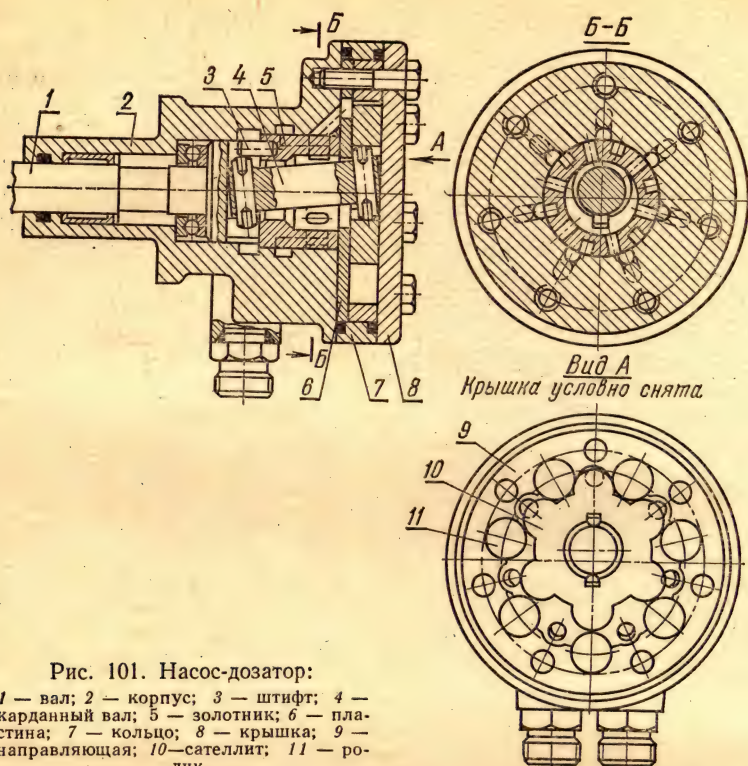 Б
Б-Б
3 4 5
1
2
А
Б
6 7 8
Вид А
Крышка условно снята
9
10
11
Рис. 101. Насос-дозатор:
1 — вал; 2 — корпус; 3 — штифт; 4 —
карданный вал; 5 — золотник; 6 — пла-
стина; 7 — кольцо; 8 — крышка; 9 —
направляющая; 10—сателлит; 11 — ро-